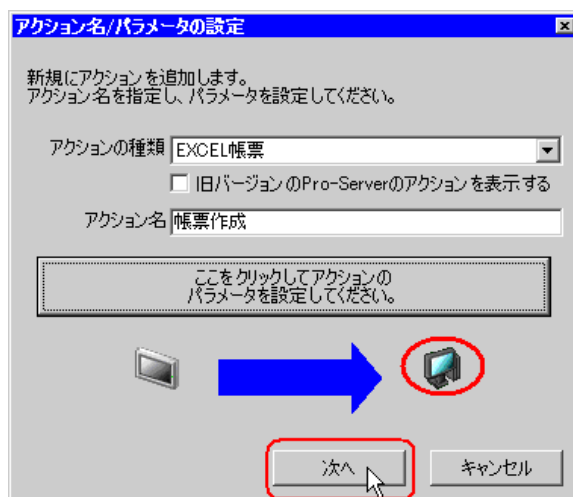 アクション名/パラメータの設定
新規にアクションを追加します。
アクション名を指定し、パラメータを設定してください。
アクションの種類 EXCEL帳票
旧バージョンのPro-Serverのアクションを表示する
アクション名 帳票作成
ここをクリックしてアクションの
パラメータを設定してください。
次へ キャンセル